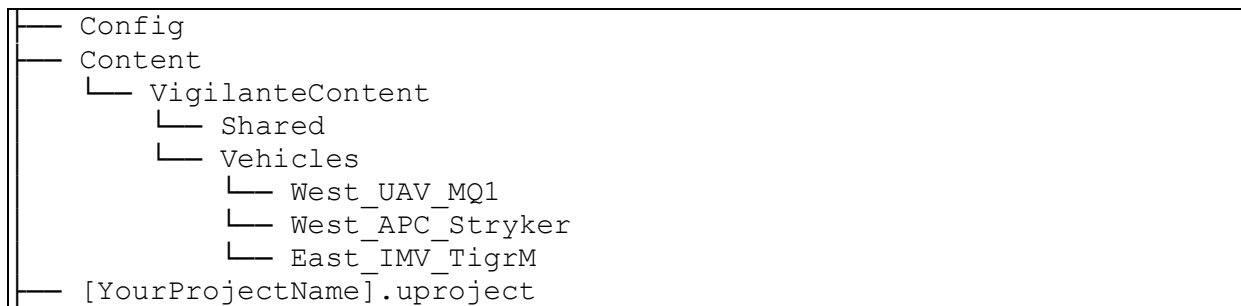 ├── Config
├── Content
│   └── VigilanteContent
│       └── Shared
│       └── Vehicles
│           └── West_UAV_MQ1
│           └── West_APC_Stryker
│           └── East_IMV_TigrM
├── [YourProjectName].uproject